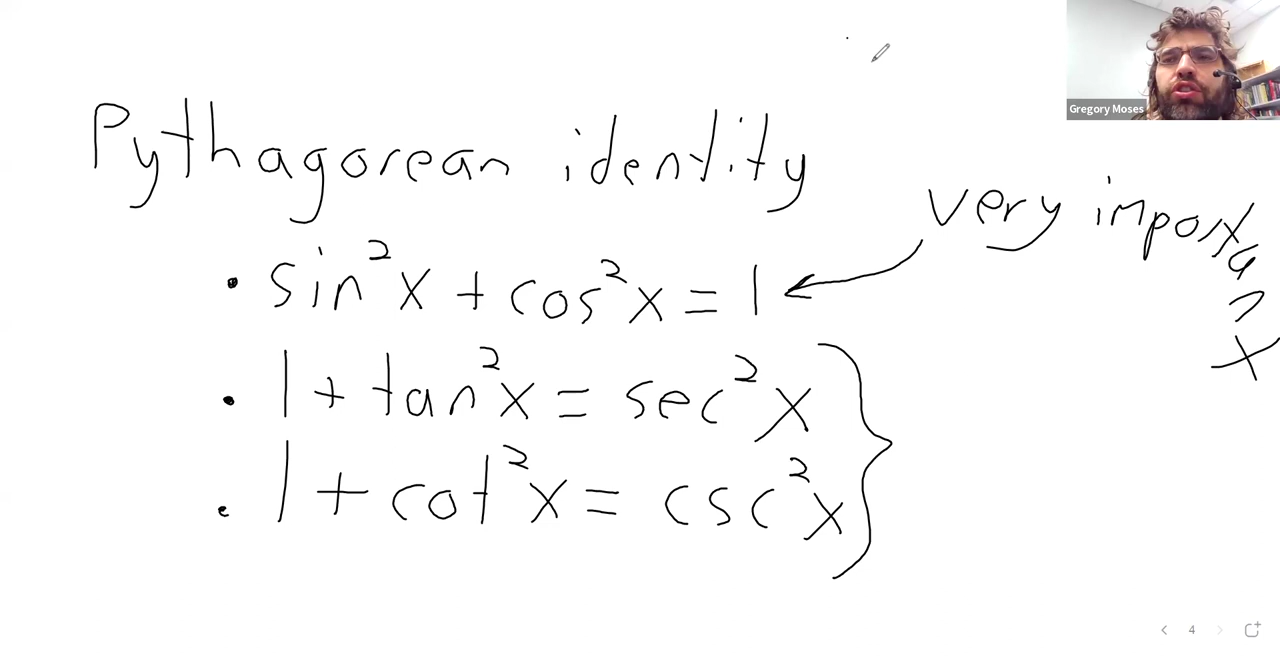 Gregory Moses
Pythagorean identity
very important
• sin²x + cos²x = 1
• 1 + tan²x = sec²x
• 1 + cot²x = csc²x
4